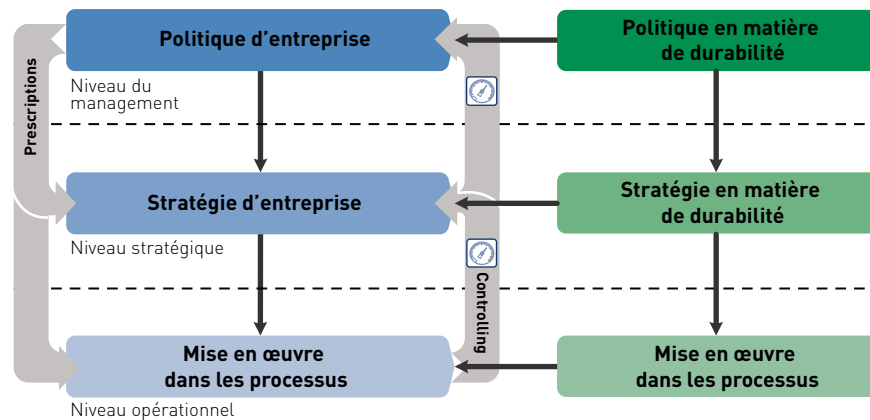 Politique d’entreprise
Politique en matière
de durabilité
Prescriptions
Niveau du
management
Stratégie d’entreprise
Stratégie en matière
de durabilité
Niveau stratégique
Controlling
Mise en œuvre
dans les processus
Mise en œuvre
dans les processus
Niveau opérationnel